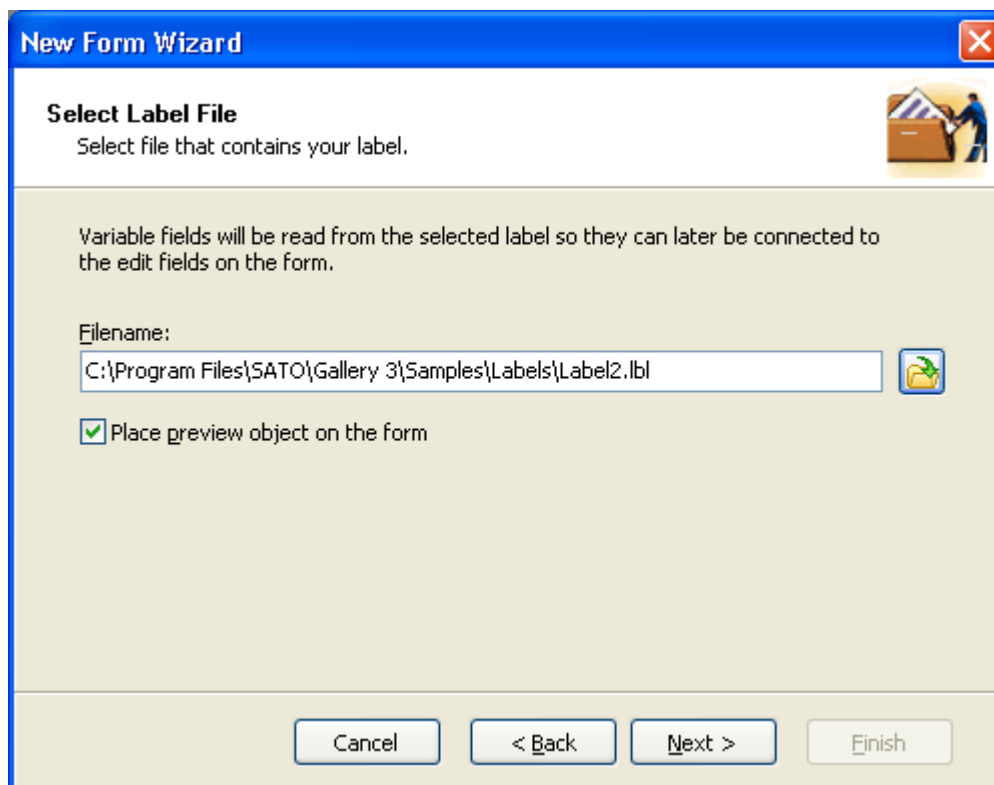 New Form Wizard
Select Label File
Select file that contains your label.
Variable fields will be read from the selected label so they can later be connected to
the edit fields on the form.
Filename:
C:\Program Files\SATO\Gallery 3\Samples\Labels\Label2.lbl
Place preview object on the form
Cancel
< Back
Next >
Finish